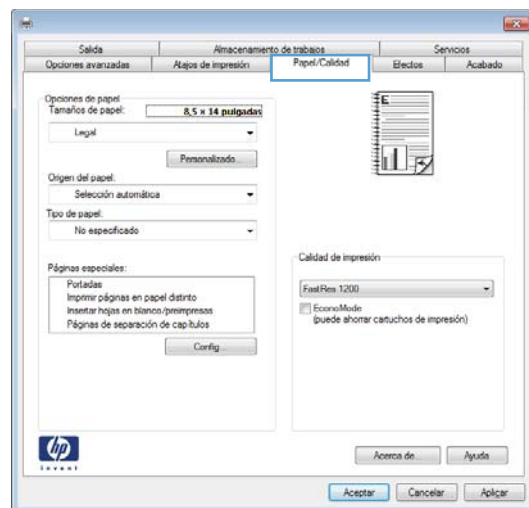 Salida
Almacenamiento de trabajos
Servicios
Opciones avanzadas
Atajos de impresión
Papel/Calidad
Efectos
Acabado
Opciones de papel
Tamaños de papel:
8,5 × 14 pulgadas
Legal
Personalizado...
Origen del papel:
Selección automática
Tipo de papel:
No especificado
Páginas especiales:
Portadas
Imprimir páginas en papel distinto
Insertar hojas en blanco/preimpresas
Páginas de separación de capítulos
Config...
E
Calidad de impresión
FastRes 1200
EconoMode
(puede ahorrar cartuchos de impresión)
hp
invent
Acerca de...
Ayuda
Aceptar
Cancelar
Aplicar